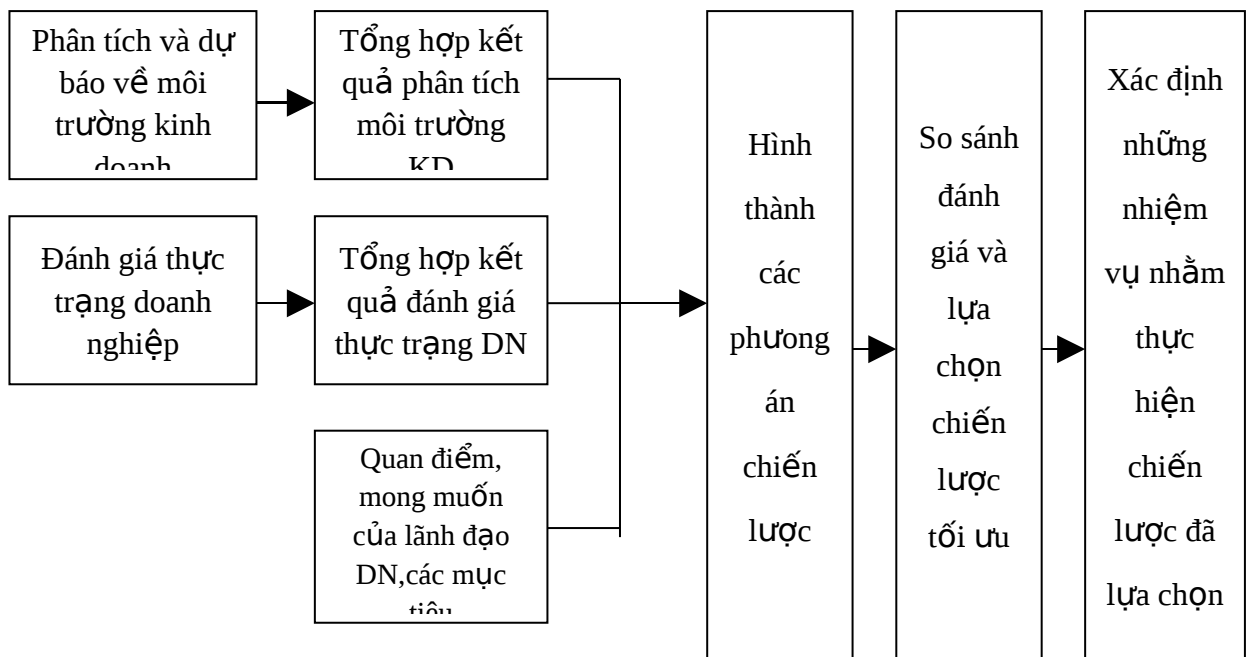 Phân tích và dự
báo về môi
trường kinh
doanh
Tổng hợp kết
quả phân tích
môi trường
KD
Đánh giá thực
trạng doanh
nghiệp
Tổng hợp kết
quả đánh giá
thực trạng DN
Quan điểm,
mong muốn
của lãnh đạo
DN,các mục
tiêu
Hình
thành
các
phương
án
chiến
lược
So sánh
đánh
giá và
lựa
chọn
chiến
lược
tối ưu
Xác định
những
nhiệm
vụ nhằm
thực
hiện
chiến
lược đã
lựa chọn